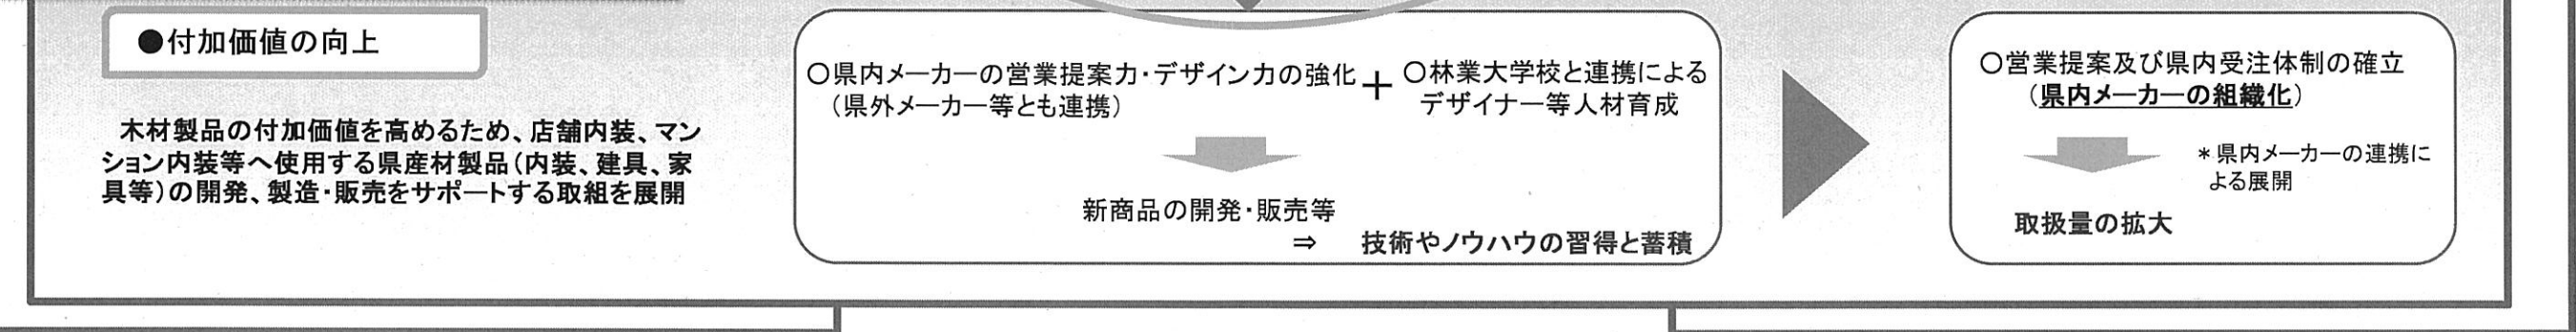 ●付加価値の向上
木材製品の付加価値を高めるため、店舗内装、マン
ション内装等へ使用する県産材製品（内装、建具、家
具等）の開発、製造・販売をサポートする取組を展開
○県内メーカーの営業提案力・デザイン力の強化
（県外メーカー等とも連携）
＋
○林業大学校と連携による
デザイナー等人材育成
新商品の開発・販売等
⇒ 技術やノウハウの習得と蓄積
○営業提案及び県内受注体制の確立
（県内メーカーの組織化）
＊県内メーカーの連携に
よる展開
取扱量の拡大